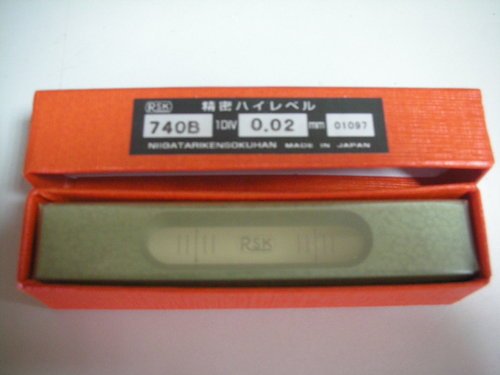 RSK 精密ハイレベル
740B 1DIV 0.02 mm 01097
NIIGATARIKENSOKUHAN MADE IN JAPAN
RSK